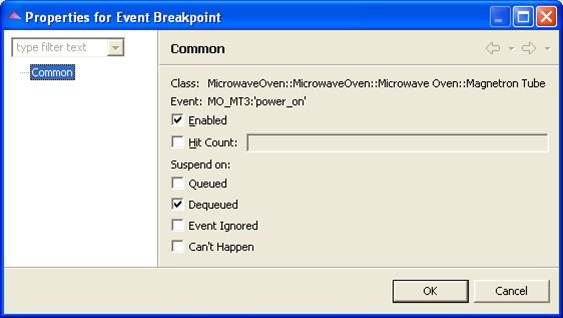 Properties for Event Breakpoint
type filter text
Common
Common
Class: MicrowaveOven::MicrowaveOven::Microwave Oven::Magnetron Tube
Event: MO_MT3:'power_on'
Enabled
Hit Count:
Suspend on:
Queued
Dequeued
Event Ignored
Can't Happen
OK Cancel